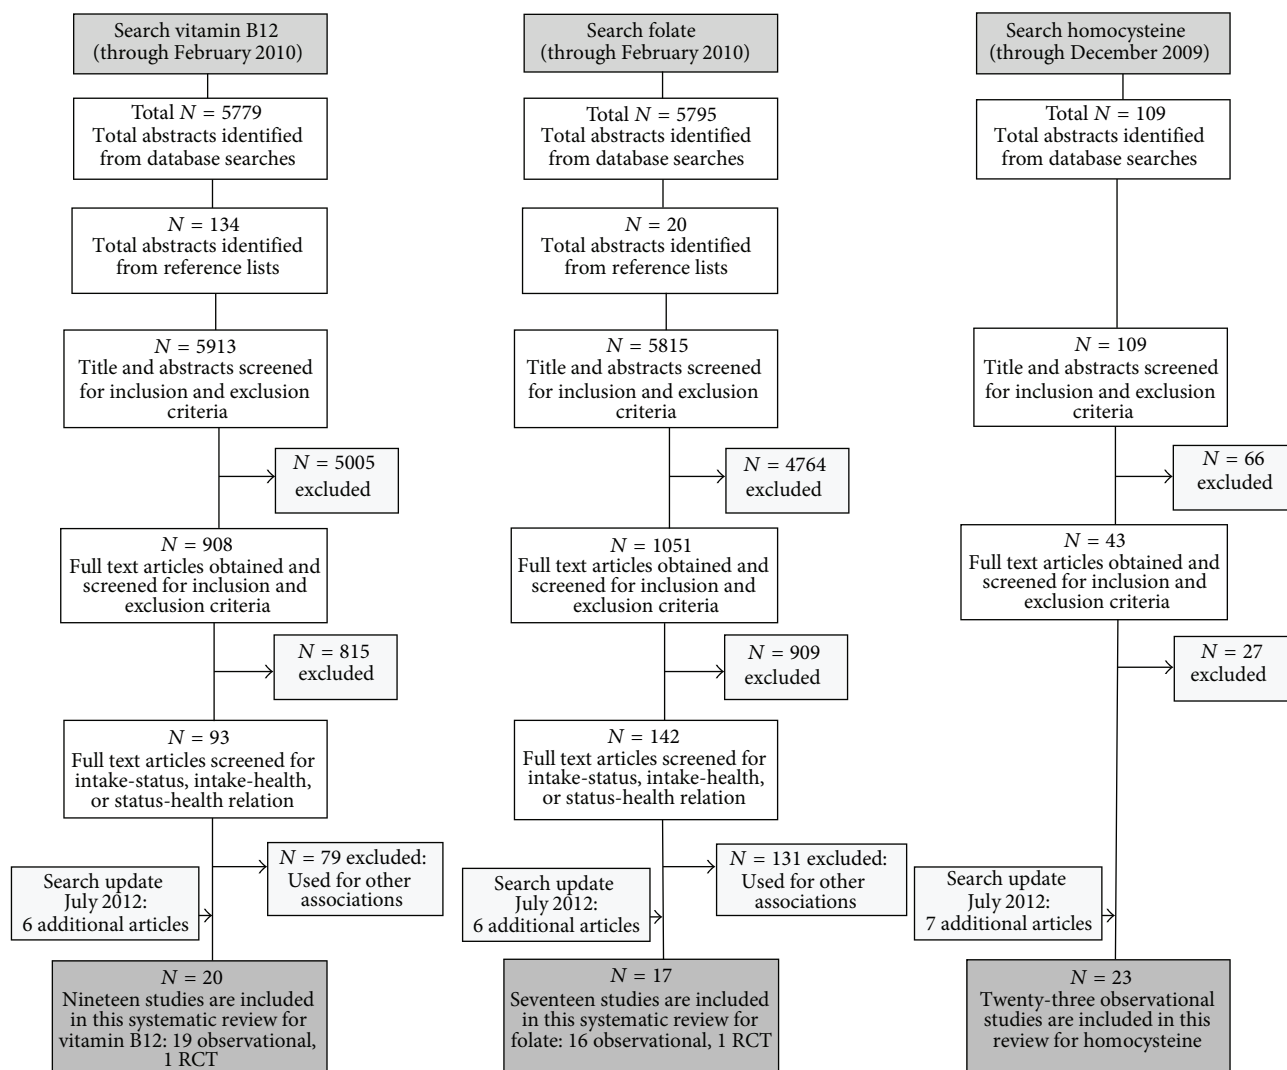 Search vitamin B12
(through February 2010)
Total N = 5779
Total abstracts identified
from database searches
N = 134
Total abstracts identified
from reference lists
N = 5913
Title and abstracts screened
for inclusion and exclusion
criteria
N = 5005
excluded
N = 908
Full text articles obtained and
screened for inclusion and
exclusion criteria
N = 815
excluded
N = 93
Full text articles screened for
intake-status, intake-health,
or status-health relation
N = 79 excluded:
Used for other
associations
Search update
July 2012:
6 additional articles
N = 20
Nineteen studies are included
in this systematic review for
vitamin B12: 19 observational,
1 RCT
Search folate
(through February 2010)
Total N = 5795
Total abstracts identified
from database searches
N = 20
Total abstracts identified
from reference lists
N = 5815
Title and abstracts screened
for inclusion and exclusion
criteria
N = 4764
excluded
N = 1051
Full text articles obtained and
screened for inclusion and
exclusion criteria
N = 909
excluded
N = 142
Full text articles screened for
intake-status, intake-health,
or status-health relation
N = 131 excluded:
Used for other
associations
Search update
July 2012:
6 additional articles
N = 17
Seventeen studies are included
in this systematic review for
folate: 16 observational, 1 RCT
Search homocysteine
(through December 2009)
Total N = 109
Total abstracts identified
from database searches
N = 109
Title and abstracts screened
for inclusion and exclusion
criteria
N = 66
excluded
N = 43
Full text articles obtained and
screened for inclusion and
exclusion criteria
N = 27
excluded
Search update
July 2012:
7 additional articles
N = 23
Twenty-three observational
studies are included in this
review for homocysteine